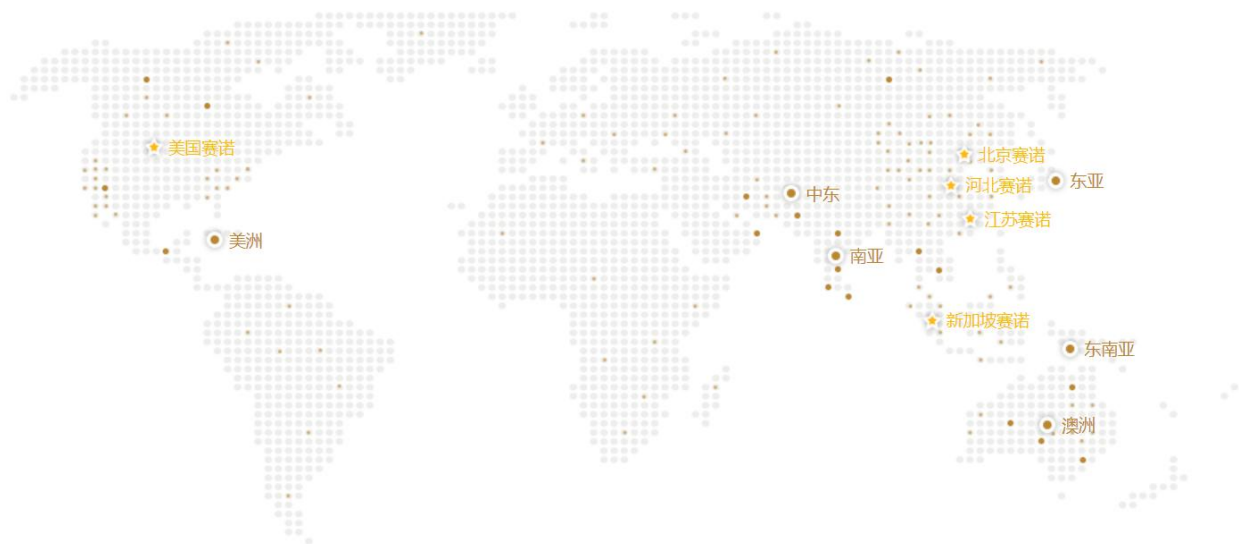 美国赛诺
北京赛诺
东亚
河北赛诺
中东
江苏赛诺
美洲
南亚
新加坡赛诺
东南亚
澳洲